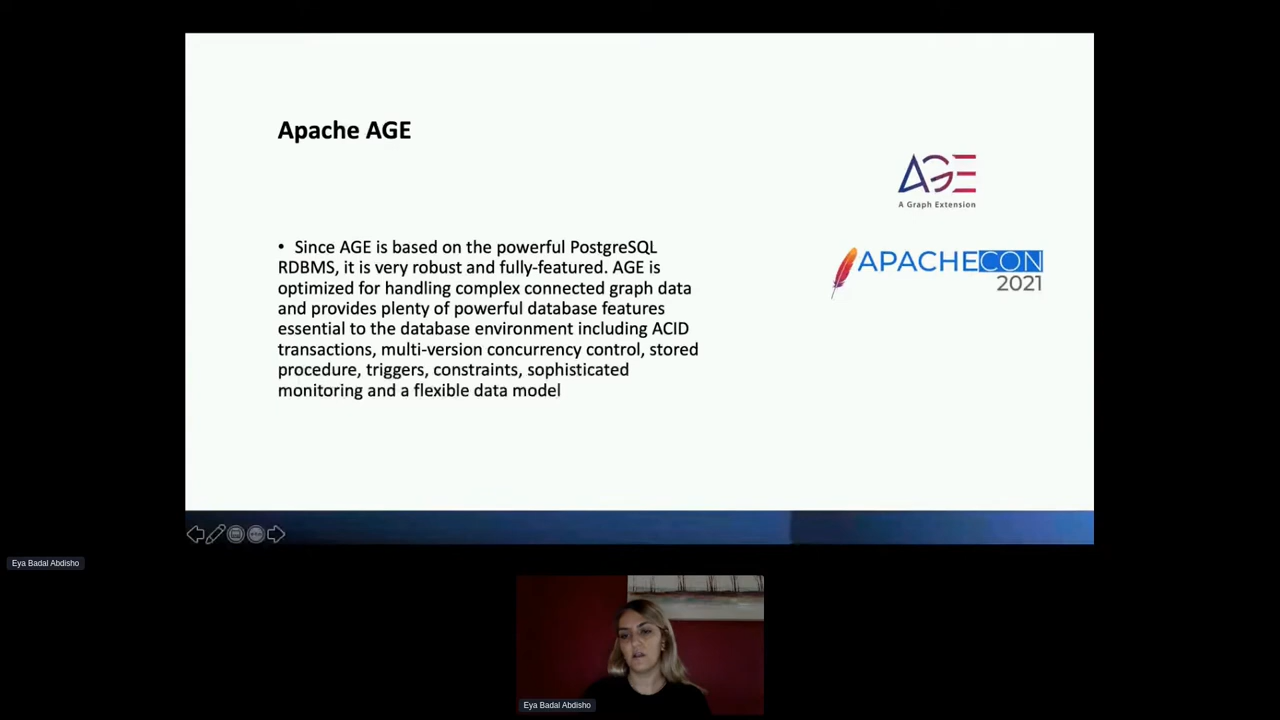 Apache AGE
AGE
A Graph Extension
• Since AGE is based on the powerful PostgreSQL
RDBMS, it is very robust and fully-featured. AGE is
optimized for handling complex connected graph data
and provides plenty of powerful database features
essential to the database environment including ACID
transactions, multi-version concurrency control, stored
procedure, triggers, constraints, sophisticated
monitoring and a flexible data model
APACHECON
2021
Eya Badal Abdisho
Eya Badal Abdisho